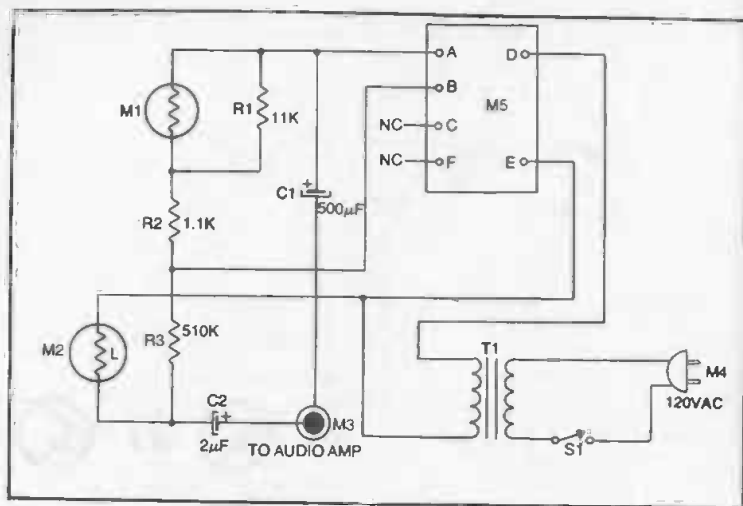 A
D
M1
R1
11K
B
M5
NC
C
NC
F
E
C1
+
500µF
R2
1.1K
M2
L
R3
510K
T1
M4
C2
+
2µF
M3
120VAC
TO AUDIO AMP
S1